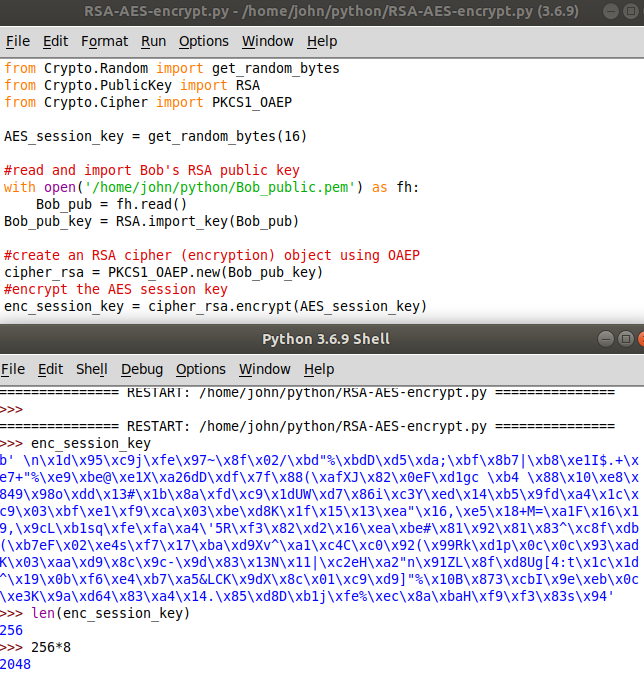 RSA-AES-encrypt.py - /home/john/python/RSA-AES-encrypt.py (3.6.9)
File Edit Format Run Options Window Help
from Crypto.Random import get_random_bytes
from Crypto.PublicKey import RSA
from Crypto.Cipher import PKCS1_OAEP
AES_session_key = get_random_bytes(16)
#read and import Bob's RSA public key
with open('/home/john/python/Bob_public.pem') as fh:
    Bob_pub = fh.read()
Bob_pub_key = RSA.import_key(Bob_pub)
#create an RSA cipher (encryption) object using OAEP
cipher_rsa = PKCS1_OAEP.new(Bob_pub_key)
#encrypt the AES session key
enc_session_key = cipher_rsa.encrypt(AES_session_key)
Python 3.6.9 Shell
File Edit Shell Debug Options Window Help
=============== RESTART: /home/john/python/RSA-AES-encrypt.py ===============
>>>
=============== RESTART: /home/john/python/RSA-AES-encrypt.py ===============
>>> enc_session_key
b' \n\x1d\x95\xc9j\xfe\x97~\x8f\x02/\xbd"%\xbdD\xd5\xda;\xbf\x8b7|\xb8\xe1I$.+\x
e7+"%\xe9\xbe@\xe1X\xa26dD\xdf\x7f\x88(\xafXJ\x82\x0eF\xd1gc \xb4 \x88\x10\xe8\x
849\x98o\xdd\x13#\x1b\x8a\xfd\xc9\x1dUW\xd7\x86i\xc3Y\xed\x14\xb5\x9fd\xa4\x1c\x
c9\x03\xbf\xe1\xf9\xca\x03\xbe\xd8K\x1f\x15\x13\xea"\x16,\xe5\x18+M=\xa1F\x16\x1
9,\x9cL\xb1sq\xfe\xfa\xa4\'5R\xf3\x82\xd2\x16\xea\xbe#\x81\x92\x81\x83^\xc8f\xdb
(\xb7eF\x02\xe4s\xf7\x17\xba\xd9Xv^\xa1\xc4C\xc0\x92(\x99Rk\xd1p\x0c\x0c\x93\xad
K\x03\xaa\xd9\x8c\x9c-\x9d\x83\x13N\x11|\xc2eH\xa2"n\x91ZL\x8f\xd8Ug[4:t\x1c\x1d
^\x19\x0b\xf6\xe4\xb7\xa5&LCK\x9dX\x8c\x01\xc9\xd9]"%\x10B\x873\xcbI\x9e\xeb\x0c
\xe3K\x9a\xd64\x83\xa4\x14.\x85\xd8D\xb1j\xfe%\xec\x8a\xbaH\xf9\xf3\x83s\x94'
>>> len(enc_session_key)
256
>>> 256*8
2048